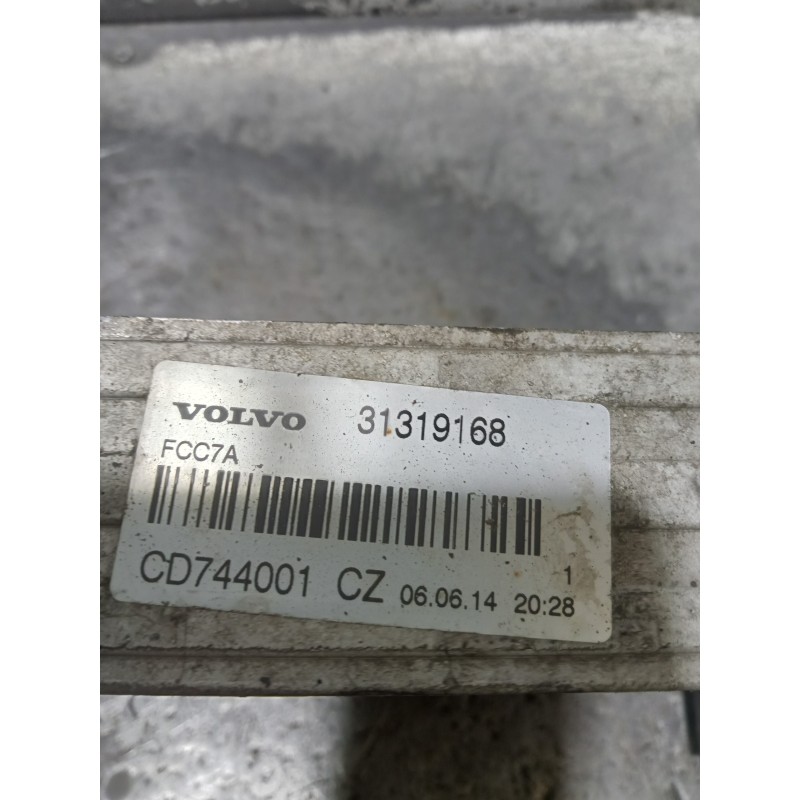 VOLVO 31319168
FCC7A
1
CD744001 CZ 06.06.14 20:28